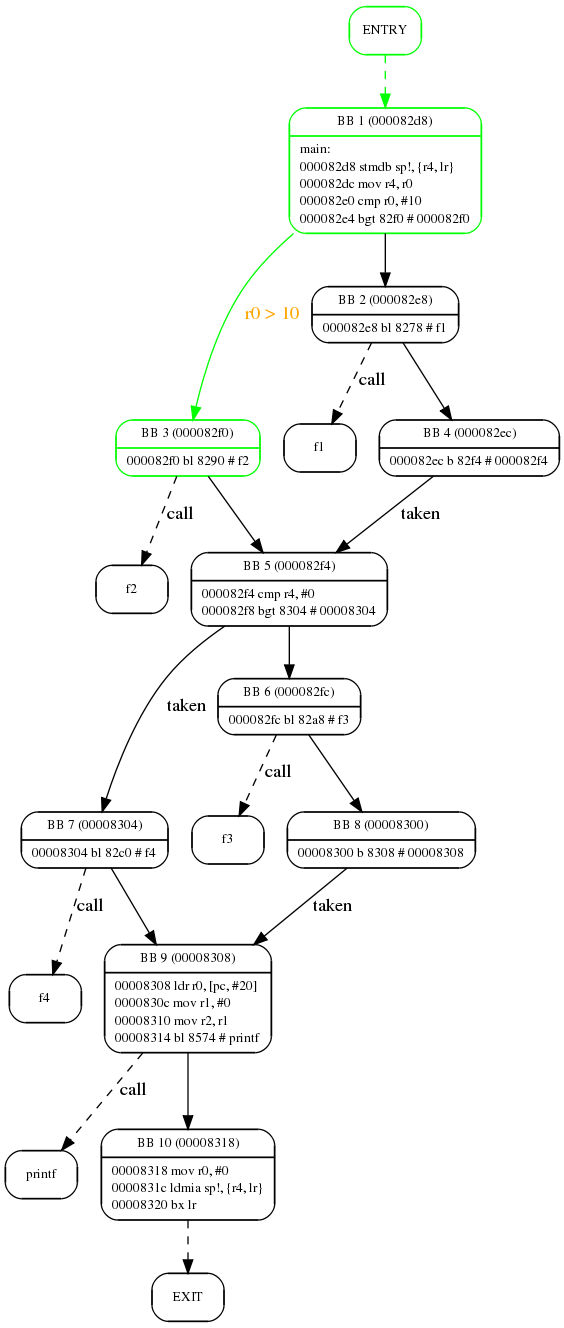 ENTRY
BB 1 (000082d8)
main:
000082d8 stmdb sp!, {r4, lr}
000082dc mov r4, r0
000082e0 cmp r0, #10
000082e4 bgt 82f0 # 000082f0
r0 > 10
BB 2 (000082e8)
000082e8 bl 8278 # f1
call
BB 3 (000082f0)
000082f0 bl 8290 # f2
f1
BB 4 (000082ec)
000082ec b 82f4 # 000082f4
call
taken
f2
BB 5 (000082f4)
000082f4 cmp r4, #0
000082f8 bgt 8304 # 00008304
taken
BB 6 (000082fc)
000082fc bl 82a8 # f3
call
BB 7 (00008304)
00008304 bl 82c0 # f4
f3
BB 8 (00008300)
00008300 b 8308 # 00008308
call
taken
f4
BB 9 (00008308)
00008308 ldr r0, [pc, #20]
0000830c mov r1, #0
00008310 mov r2, r1
00008314 bl 8574 # printf
call
printf
BB 10 (00008318)
00008318 mov r0, #0
0000831c ldmia sp!, {r4, lr}
00008320 bx lr
EXIT